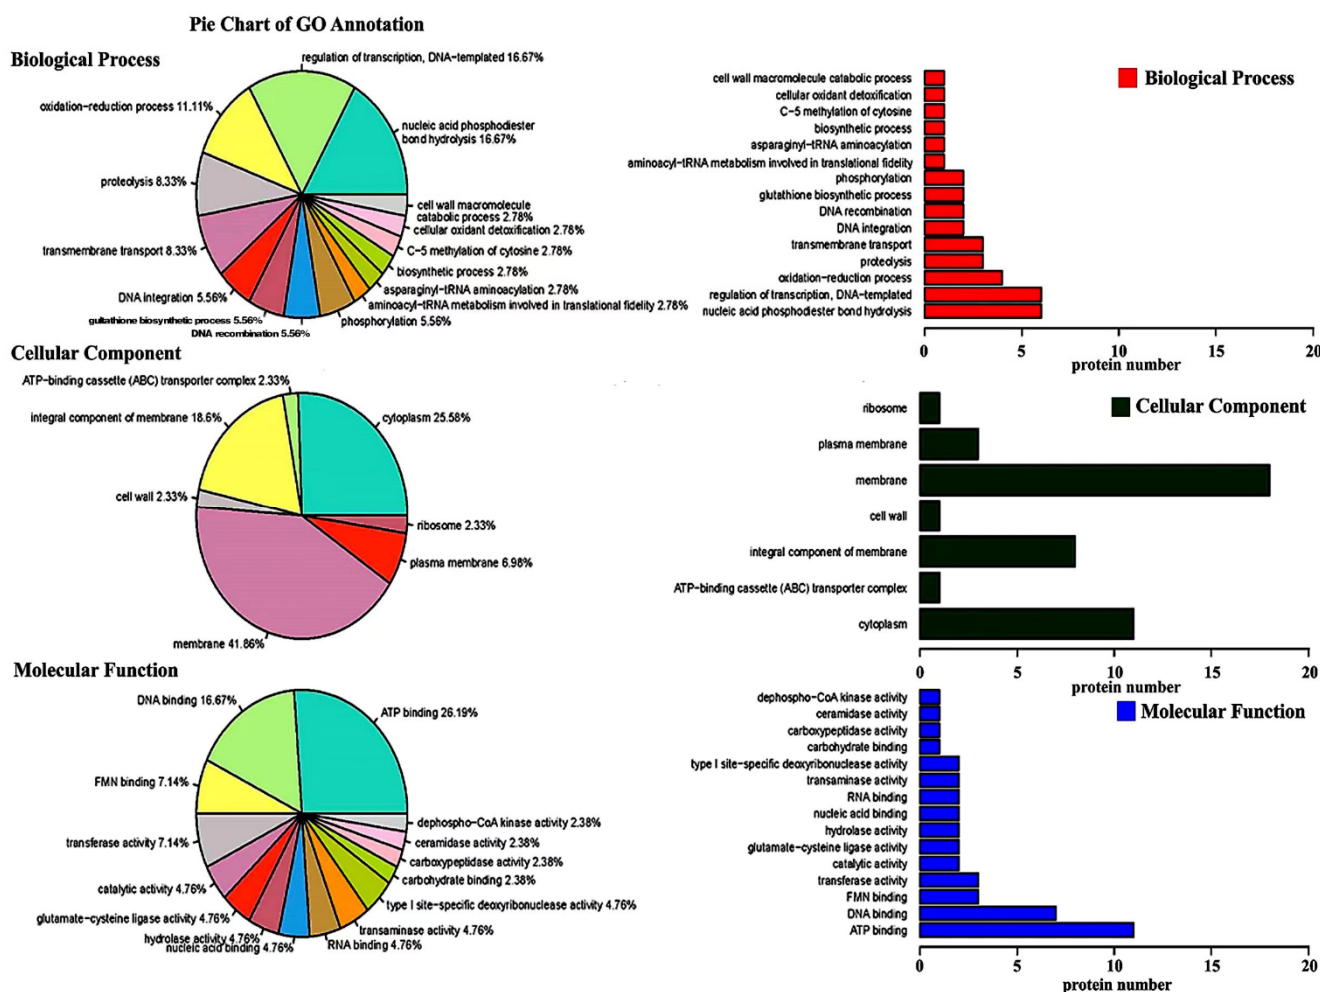 Pie Chart of GO Annotation
Biological Process
regulation of transcription, DNA-templated 16.67%
oxidation-reduction process 11.11%
nucleic acid phosphodiester
bond hydrolysis 16.67%
proteolysis 8.33%
cell wall macromolecule
catabolic process 2.78%
cellular oxidant detoxification 2.78%
transmembrane transport 8.33%
C-5 methylation of cytosine 2.78%
biosynthetic process 2.78%
asparaginyl-tRNA aminoacylation 2.78%
DNA integration 5.56%
aminoacyl-tRNA metabolism involved in translational fidelity 2.78%
glutathione biosynthetic process 5.56%
phosphorylation 5.56%
DNA recombination 5.56%
Biological Process
cell wall macromolecule catabolic process
cellular oxidant detoxification
C-5 methylation of cytosine
biosynthetic process
asparaginyl-tRNA aminoacylation
aminoacyl-tRNA metabolism involved in translational fidelity
phosphorylation
glutathione biosynthetic process
DNA recombination
DNA integration
transmembrane transport
proteolysis
oxidation-reduction process
regulation of transcription, DNA-templated
nucleic acid phosphodiester bond hydrolysis
0 5 10 15 20
protein number
Cellular Component
ATP-binding cassette (ABC) transporter complex 2.33%
integral component of membrane 18.6%
cytoplasm 25.58%
cell wall 2.33%
ribosome 2.33%
plasma membrane 6.98%
membrane 41.86%
Cellular Component
ribosome
plasma membrane
membrane
cell wall
integral component of membrane
ATP-binding cassette (ABC) transporter complex
cytoplasm
0 5 10 15 20
protein number
Molecular Function
DNA binding 16.67%
ATP binding 26.19%
FMN binding 7.14%
dephospho-CoA kinase activity 2.38%
transferase activity 7.14%
ceramidase activity 2.38%
carboxypeptidase activity 2.38%
carbohydrate binding 2.38%
catalytic activity 4.76%
type I site-specific deoxyribonuclease activity 4.76%
glutamate-cysteine ligase activity 4.76%
transaminase activity 4.76%
hydrolase activity 4.76%
RNA binding 4.76%
nucleic acid binding 4.76%
Molecular Function
dephospho-CoA kinase activity
ceramidase activity
carboxypeptidase activity
carbohydrate binding
type I site-specific deoxyribonuclease activity
transaminase activity
RNA binding
nucleic acid binding
hydrolase activity
glutamate-cysteine ligase activity
catalytic activity
transferase activity
FMN binding
DNA binding
ATP binding
0 5 10 15 20
protein number